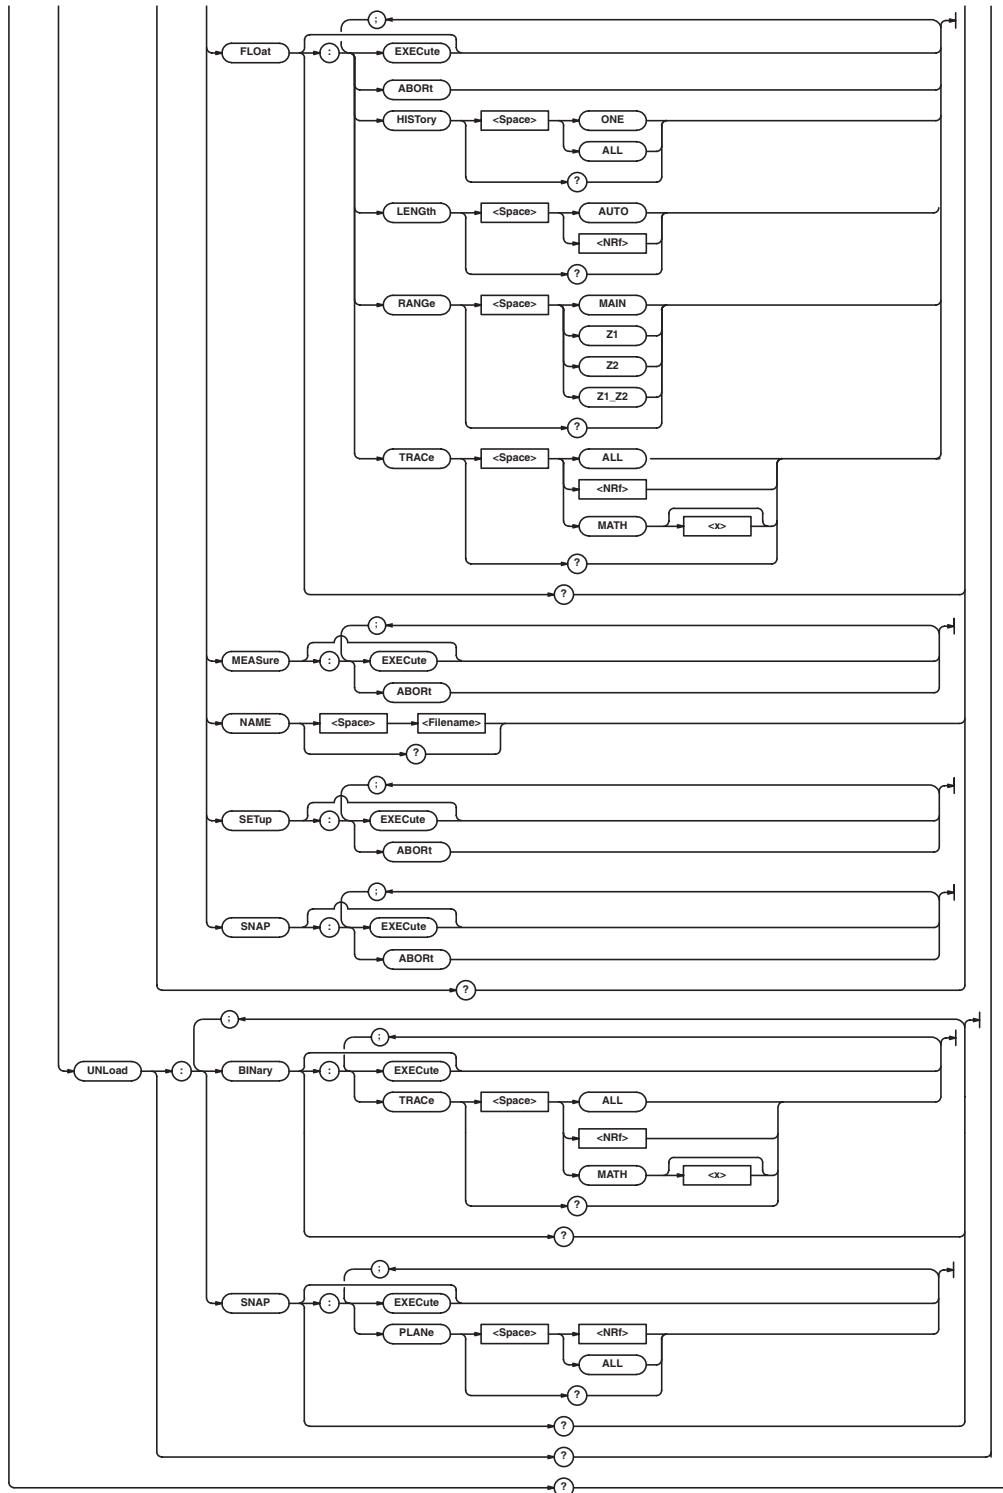 ;
FLOat : EXECute
ABORt
HISTory <Space> ONE
ALL
?
LENGth <Space> AUTO
<NRf>
?
RANGe <Space> MAIN
Z1
Z2
Z1_Z2
?
TRACe <Space> ALL
<NRf>
MATH <x>
?
?
;
MEASure : EXECute
ABORt
NAME <Space> <Filename>
?
;
SETup : EXECute
ABORt
;
SNAP : EXECute
ABORt
?
;
;
UNLoad : BINary : EXECute
TRACe <Space> ALL
<NRf>
MATH <x>
?
?
;
SNAP : EXECute
PLANe <Space> <NRf>
ALL
?
?
?
?